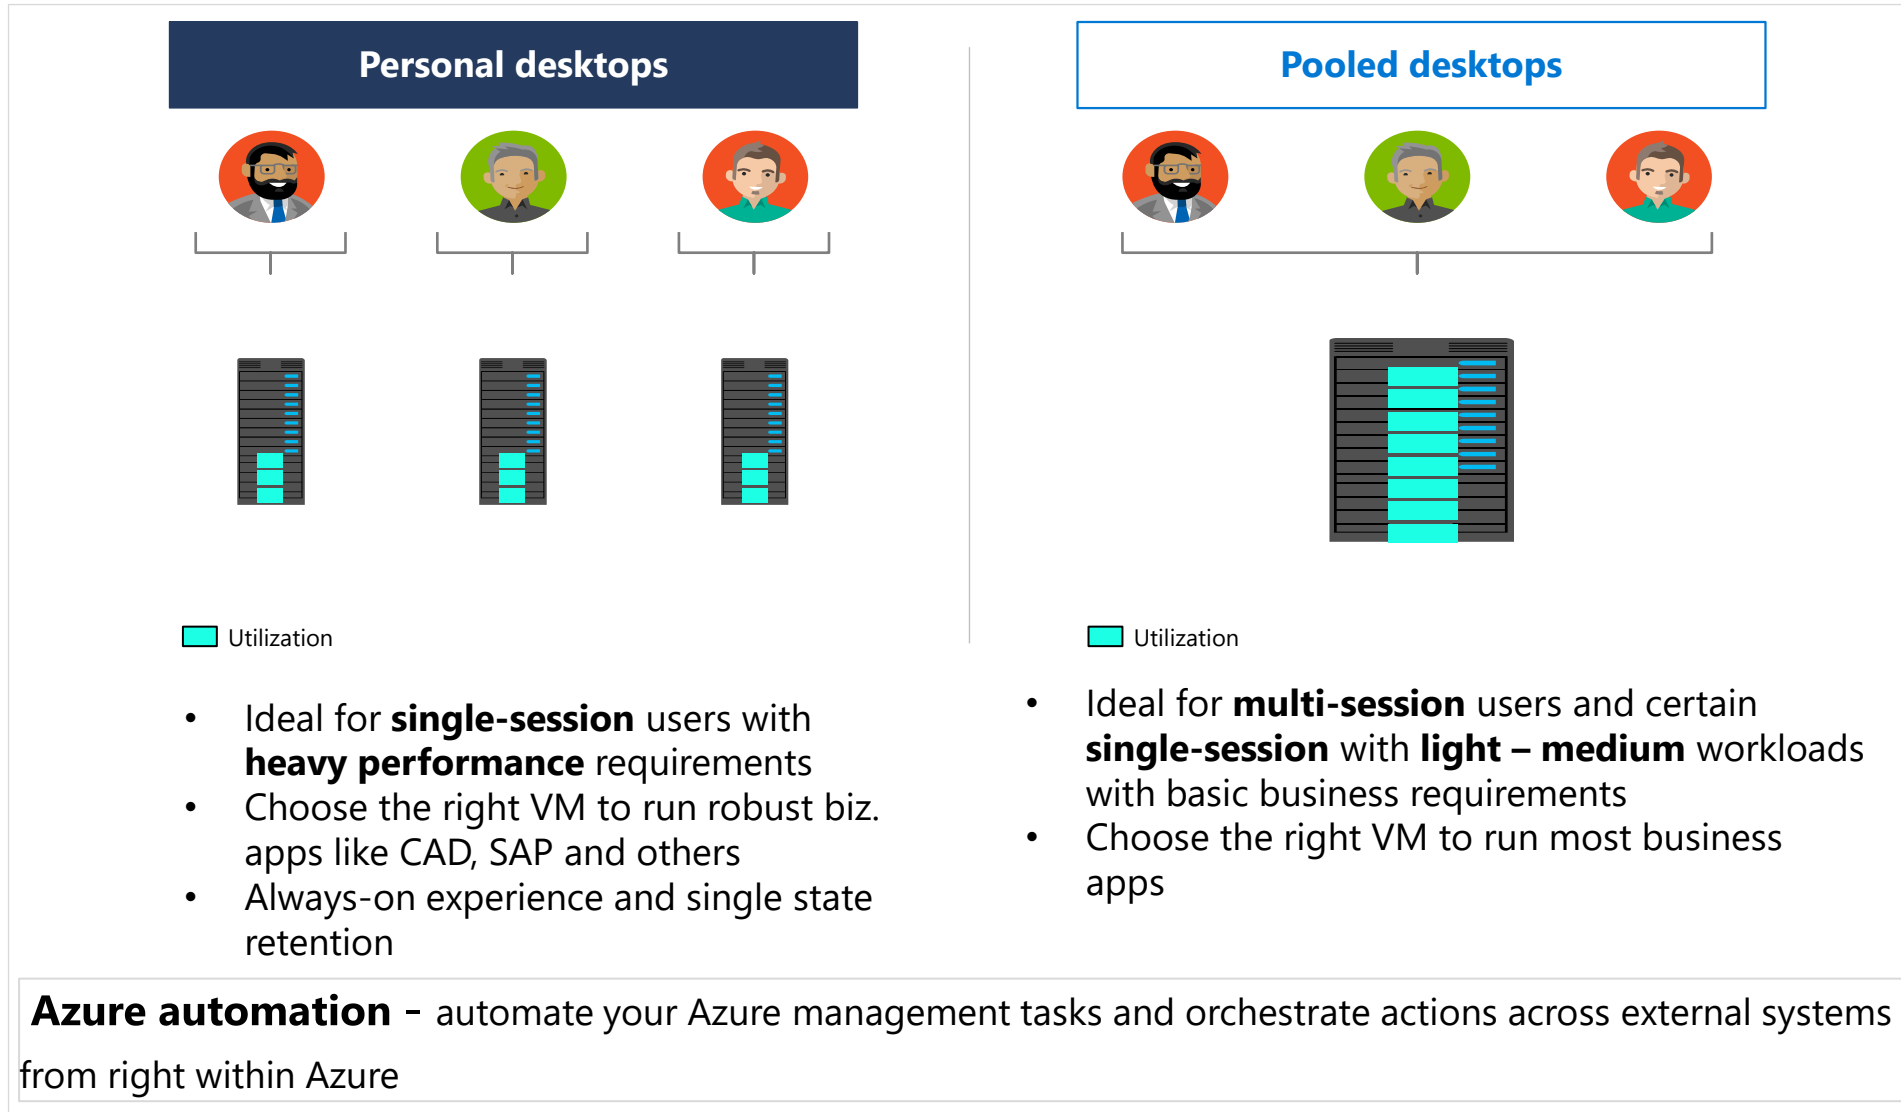 Personal desktops
Utilization
• Ideal for single-session users with
heavy performance requirements
• Choose the right VM to run robust biz.
apps like CAD, SAP and others
• Always-on experience and single state
retention
Pooled desktops
Utilization
• Ideal for multi-session users and certain
single-session with light – medium workloads
with basic business requirements
• Choose the right VM to run most business
apps
Azure automation - automate your Azure management tasks and orchestrate actions across external systems
from right within Azure